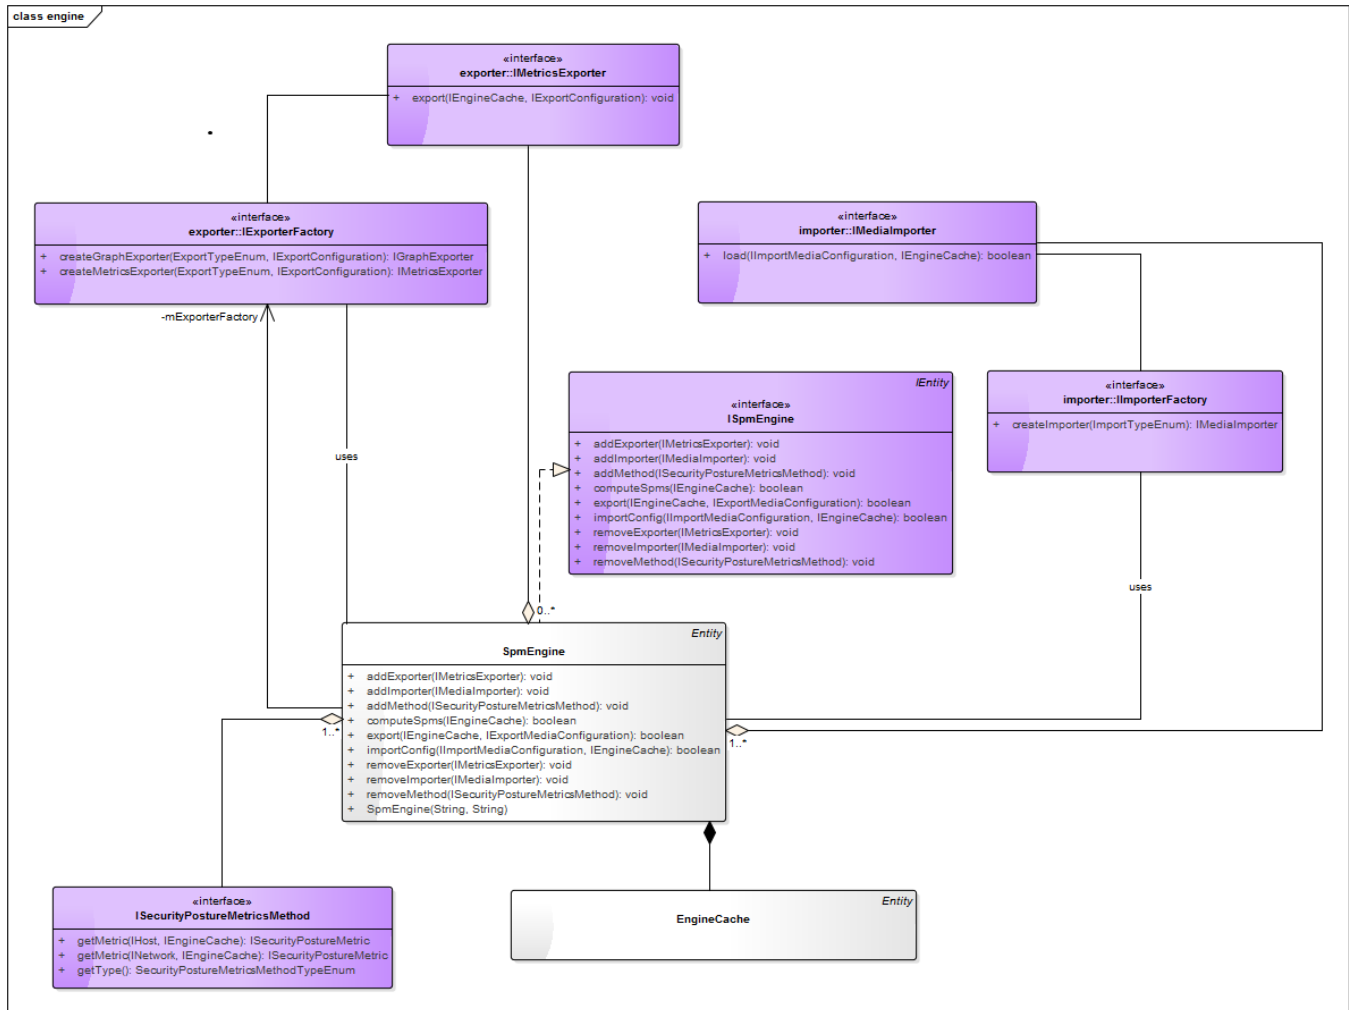 class engine
«interface»
exporter::IMetricsExporter
+ export(IEngineCache, IExportConfiguration): void
«interface»
exporter::IExporterFactory
+ createGraphExporter(ExportTypeEnum, IExportConfiguration): IGraphExporter
+ createMetricsExporter(ExportTypeEnum, IExportConfiguration): IMetricsExporter
«interface»
importer::IMediaImporter
+ load(IImportMediaConfiguration, IEngineCache): boolean
-mExporterFactory
IEntity
«interface»
ISpmEngine
+ addExporter(IMetricsExporter): void
+ addImporter(IMediaImporter): void
+ addMethod(ISecurityPostureMetricsMethod): void
+ computeSpms(IEngineCache): boolean
+ export(IEngineCache, IExportMediaConfiguration): boolean
+ importConfig(IImportMediaConfiguration, IEngineCache): boolean
+ removeExporter(IMetricsExporter): void
+ removeImporter(IMediaImporter): void
+ removeMethod(ISecurityPostureMetricsMethod): void
«interface»
importer::IImporterFactory
+ createImporter(ImportTypeEnum): IMediaImporter
uses
uses
0..*
Entity
SpmEngine
+ addExporter(IMetricsExporter): void
+ addImporter(IMediaImporter): void
+ addMethod(ISecurityPostureMetricsMethod): void
+ computeSpms(IEngineCache): boolean
+ export(IEngineCache, IExportMediaConfiguration): boolean
+ importConfig(IImportMediaConfiguration, IEngineCache): boolean
+ removeExporter(IMetricsExporter): void
+ removeImporter(IMediaImporter): void
+ removeMethod(ISecurityPostureMetricsMethod): void
+ SpmEngine(String, String)
1..*
1..*
«interface»
ISecurityPostureMetricsMethod
+ getMetric(IHost, IEngineCache): ISecurityPostureMetric
+ getMetric(INetwork, IEngineCache): ISecurityPostureMetric
+ getType(): SecurityPostureMetricsMethodTypeEnum
Entity
EngineCache